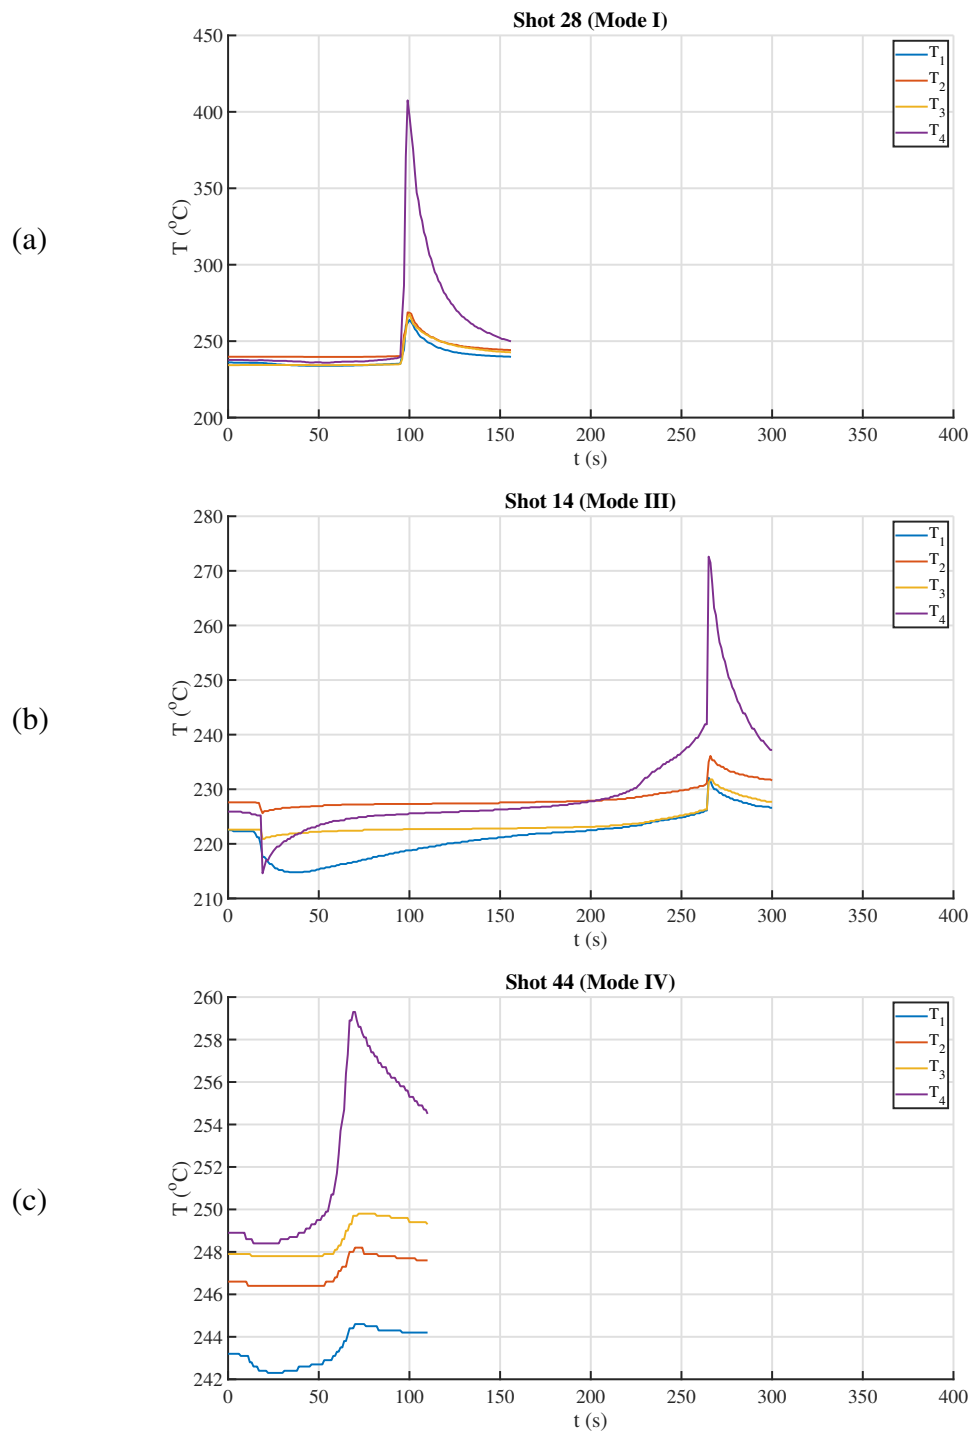 Shot 28 (Mode I)
450
400
350
300
250
200
T (°C)
0 50 100 150 200 250 300 350 400
t (s)
T1
T2
T3
T4
(a)
Shot 14 (Mode III)
280
270
260
250
240
230
220
210
T (°C)
0 50 100 150 200 250 300 350 400
t (s)
T1
T2
T3
T4
(b)
Shot 44 (Mode IV)
260
258
256
254
252
250
248
246
244
242
T (°C)
0 50 100 150 200 250 300 350 400
t (s)
T1
T2
T3
T4
(c)